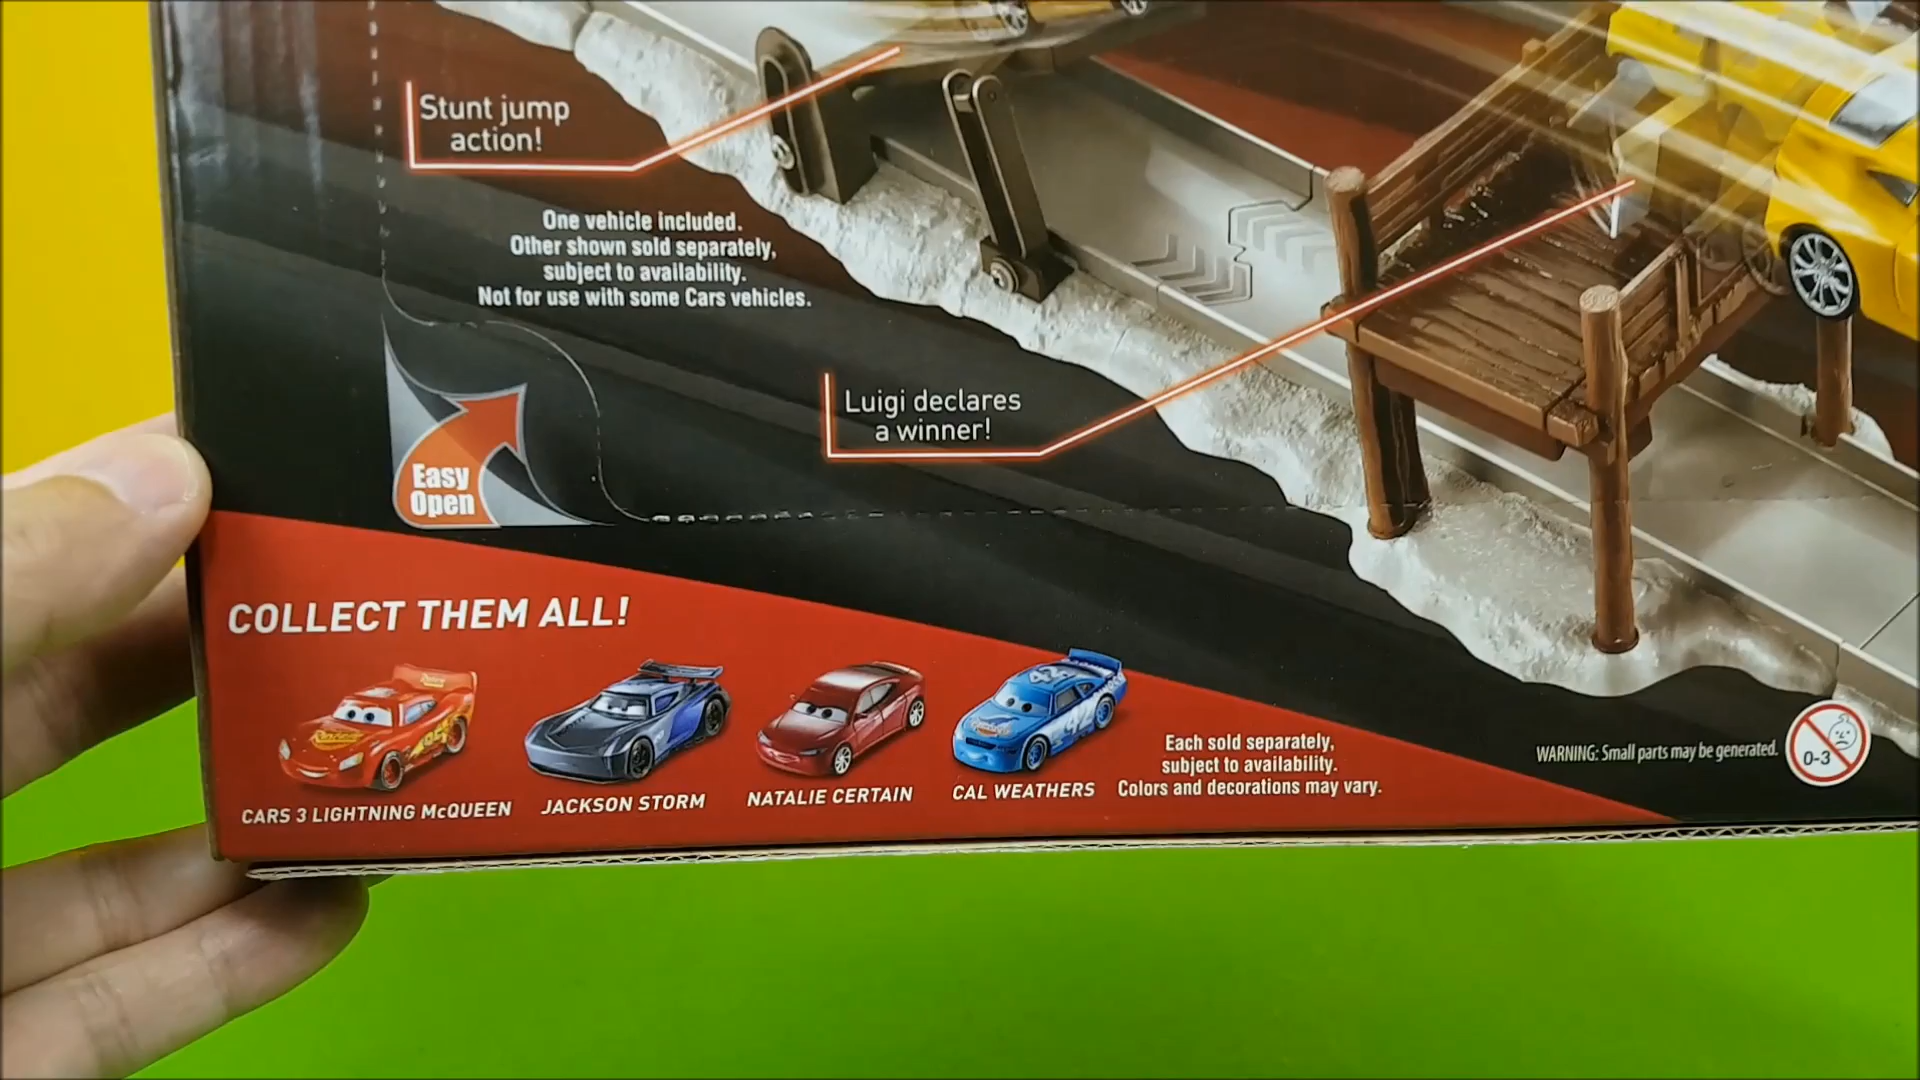 Stunt jump
action!
One vehicle included.
Other shown sold separately,
subject to availability.
Not for use with some Cars vehicles.
Luigi declares
a winner!
Easy
Open
COLLECT THEM ALL!
42
95
42
CARS 3 LIGHTNING McQUEEN
JACKSON STORM
NATALIE CERTAIN
CAL WEATHERS
Each sold separately,
subject to availability.
Colors and decorations may vary.
WARNING: Small parts may be generated.
0-3